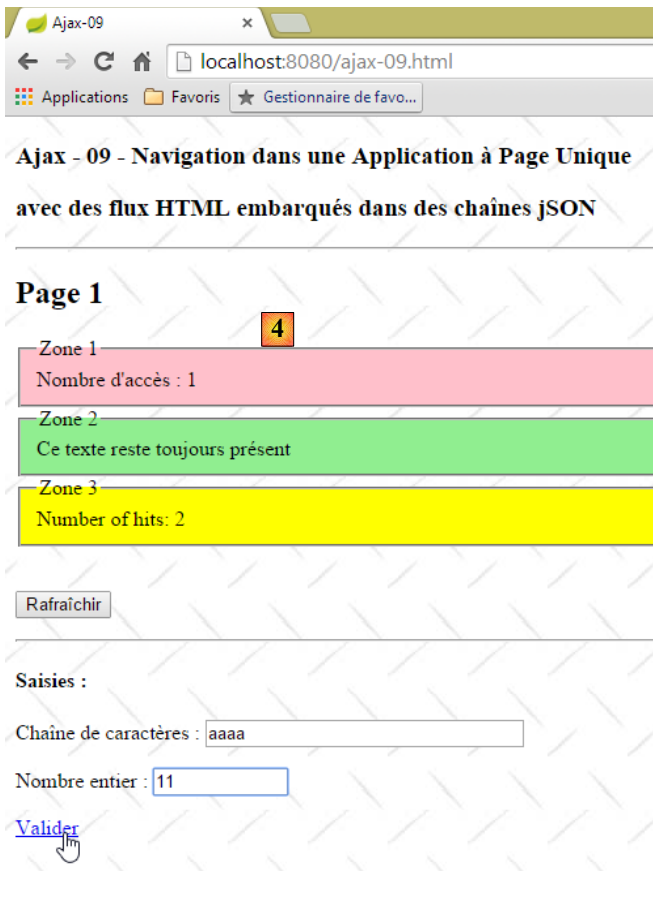 Ajax-09
localhost:8080/ajax-09.html
Applications Favoris Gestionnaire de favo...
Ajax - 09 - Navigation dans une Application à Page Unique
avec des flux HTML embarqués dans des chaînes jSON
Page 1
4
Zone 1
Nombre d'accès : 1
Zone 2
Ce texte reste toujours présent
Zone 3
Number of hits: 2
Rafraîchir
Saisies :
Chaîne de caractères : aaaa
Nombre entier : 11
Valider